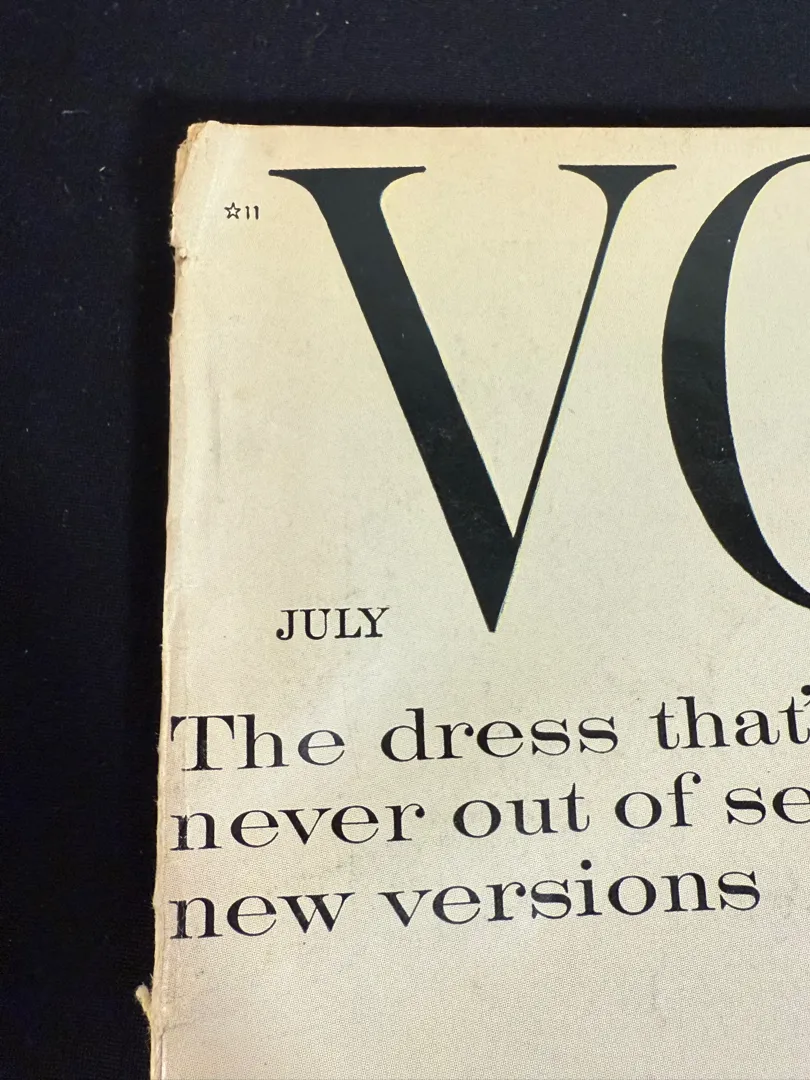 ☆11
VO
JULY
The dress that'
never out of se
new versions